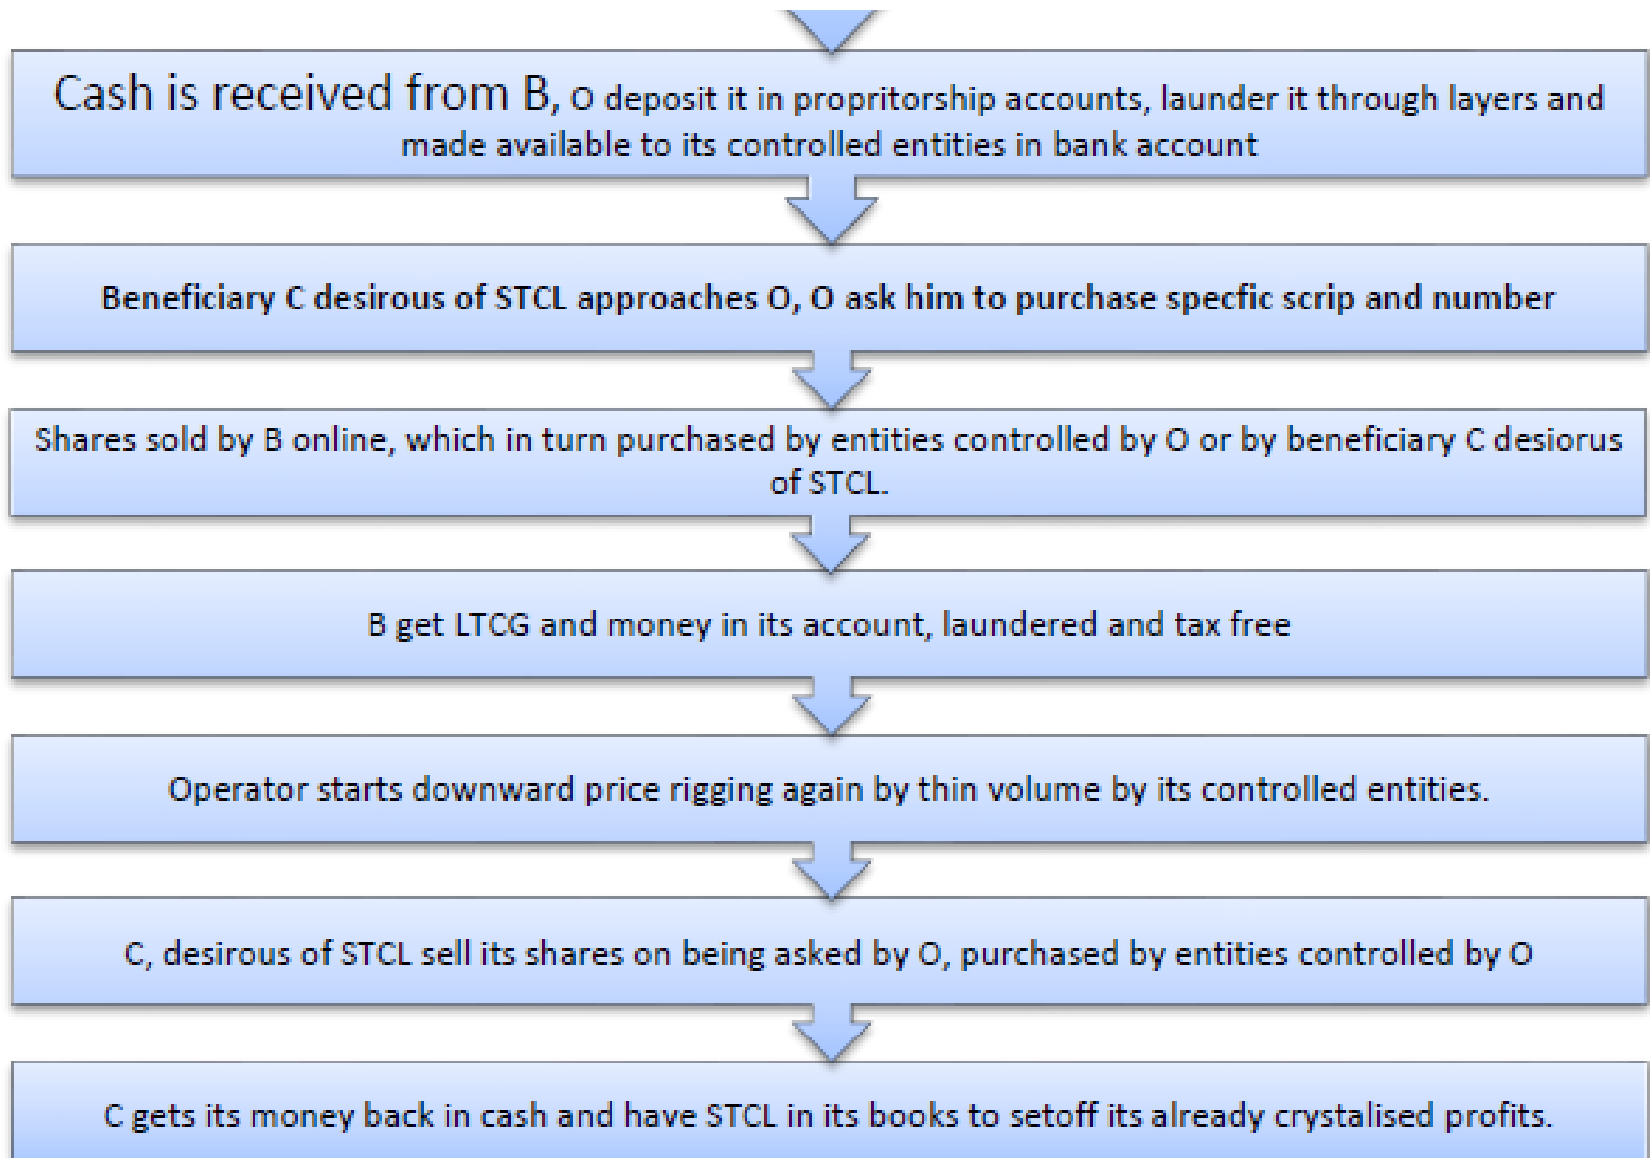 Cash is received from B, O deposit it in propritorship accounts, launder it through layers and
made available to its controlled entities in bank account
Beneficiary C desirous of STCL approaches O, O ask him to purchase specfic scrip and number
Shares sold by B online, which in turn purchased by entities controlled by O or by beneficiary C desiorus
of STCL.
B get LTCG and money in its account, laundered and tax free
Operator starts downward price rigging again by thin volume by its controlled entities.
C, desirous of STCL sell its shares on being asked by O, purchased by entities controlled by O
C gets its money back in cash and have STCL in its books to setoff its already crystalised profits.